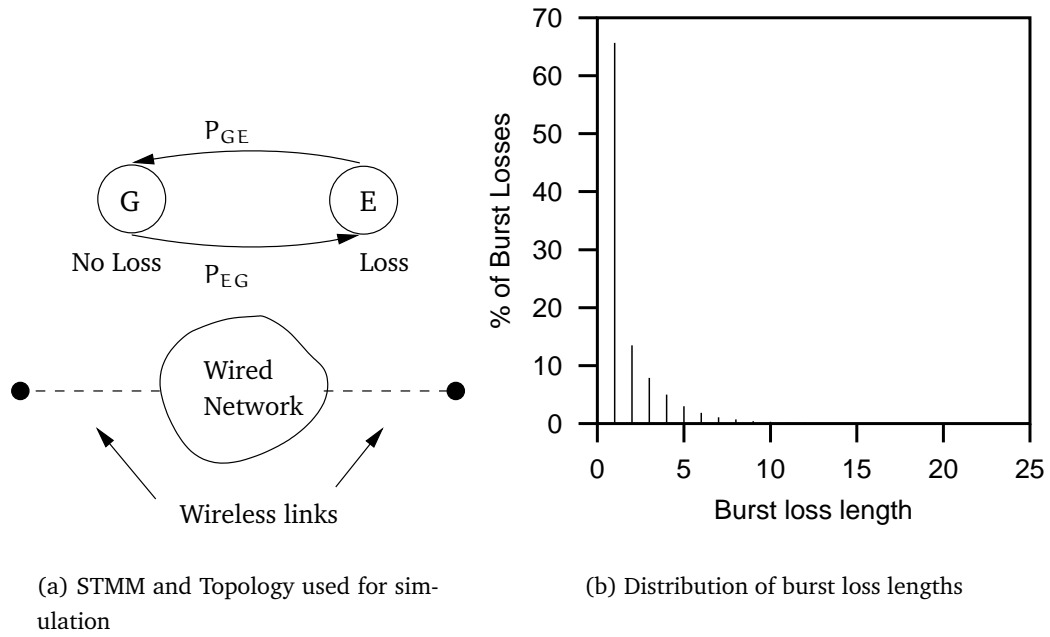 P_GE
G
E
No Loss
Loss
P_EG
Wired
Network
Wireless links
(a) STMM and Topology used for sim-
ulation
70
60
50
40
30
20
10
0
% of Burst Losses
0 5 10 15 20 25
Burst loss length
(b) Distribution of burst loss lengths